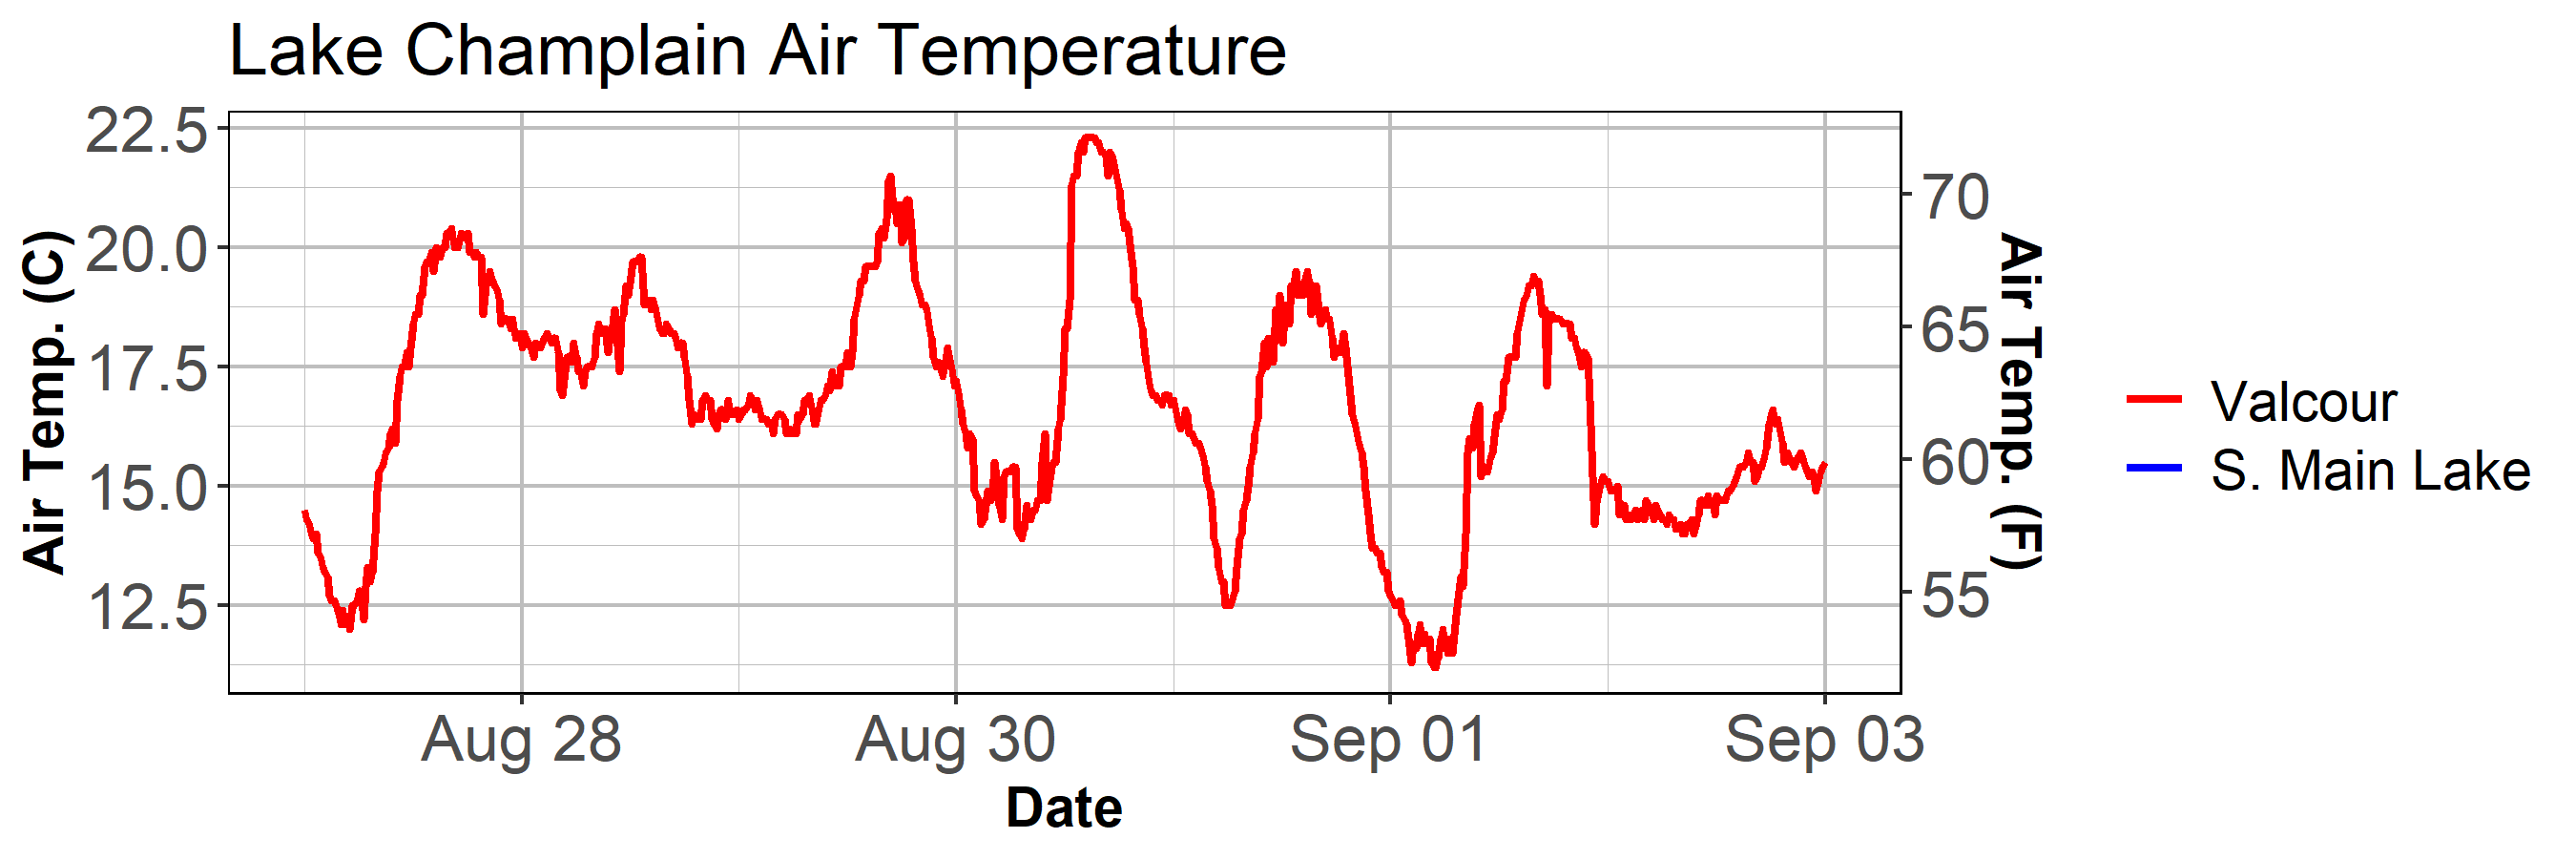 Lake Champlain Air Temperature
22.5
20.0
17.5
15.0
12.5
Air Temp. (C)
70
65
60
55
Air Temp. (F)
Aug 28
Aug 30
Sep 01
Sep 03
Date
Valcour
S. Main Lake